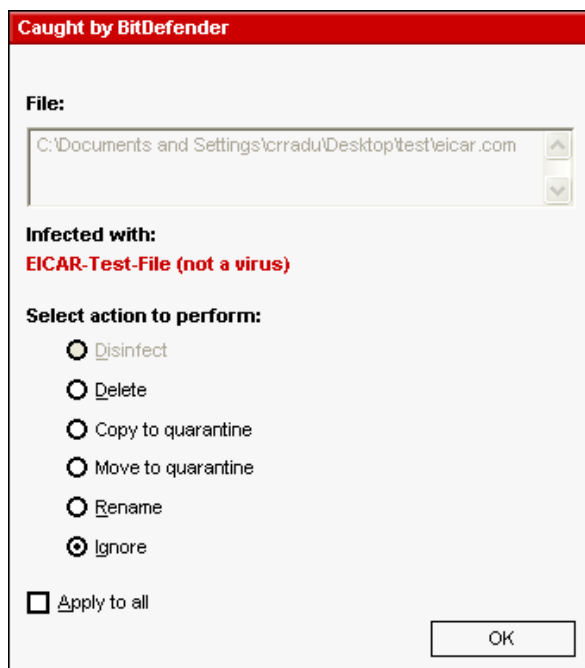 Caught by BitDefender
File:
C:\Documents and Settings\crradu\Desktop\test\eicar.com
Infected with:
EICAR-Test-File (not a virus)
Select action to perform:
Disinfect
Delete
Copy to quarantine
Move to quarantine
Rename
Ignore
Apply to all
OK